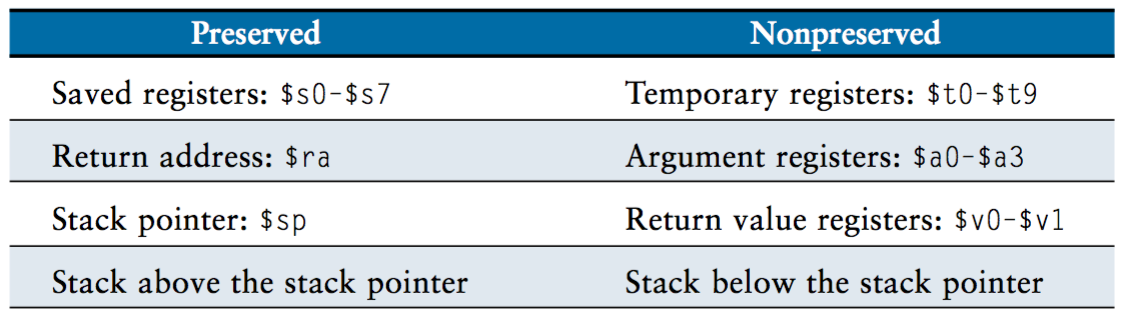 Preserved Nonpreserved
Saved registers: $s0-$s7 Temporary registers: $t0-$t9
Return address: $ra Argument registers: $a0-$a3
Stack pointer: $sp Return value registers: $v0-$v1
Stack above the stack pointer Stack below the stack pointer